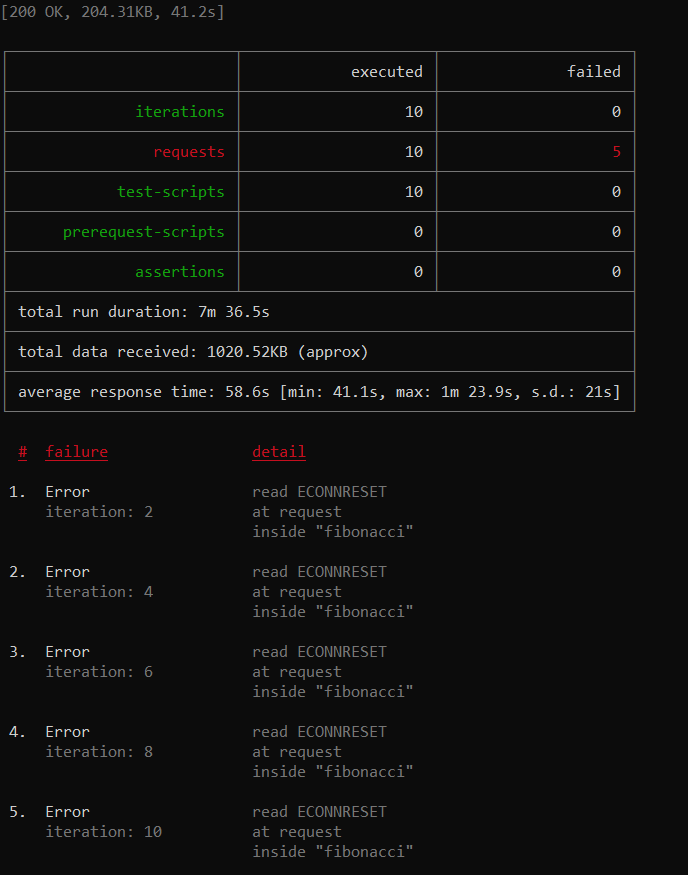 [200 OK, 204.31KB, 41.2s]
executed failed
iterations 10 0
requests 10 5
test-scripts 10 0
prerequest-scripts 0 0
assertions 0 0
total run duration: 7m 36.5s
total data received: 1020.52KB (approx)
average response time: 58.6s [min: 41.1s, max: 1m 23.9s, s.d.: 21s]
# failure detail
1. Error read ECONNRESET
iteration: 2 at request
inside "fibonacci"
2. Error read ECONNRESET
iteration: 4 at request
inside "fibonacci"
3. Error read ECONNRESET
iteration: 6 at request
inside "fibonacci"
4. Error read ECONNRESET
iteration: 8 at request
inside "fibonacci"
5. Error read ECONNRESET
iteration: 10 at request
inside "fibonacci"